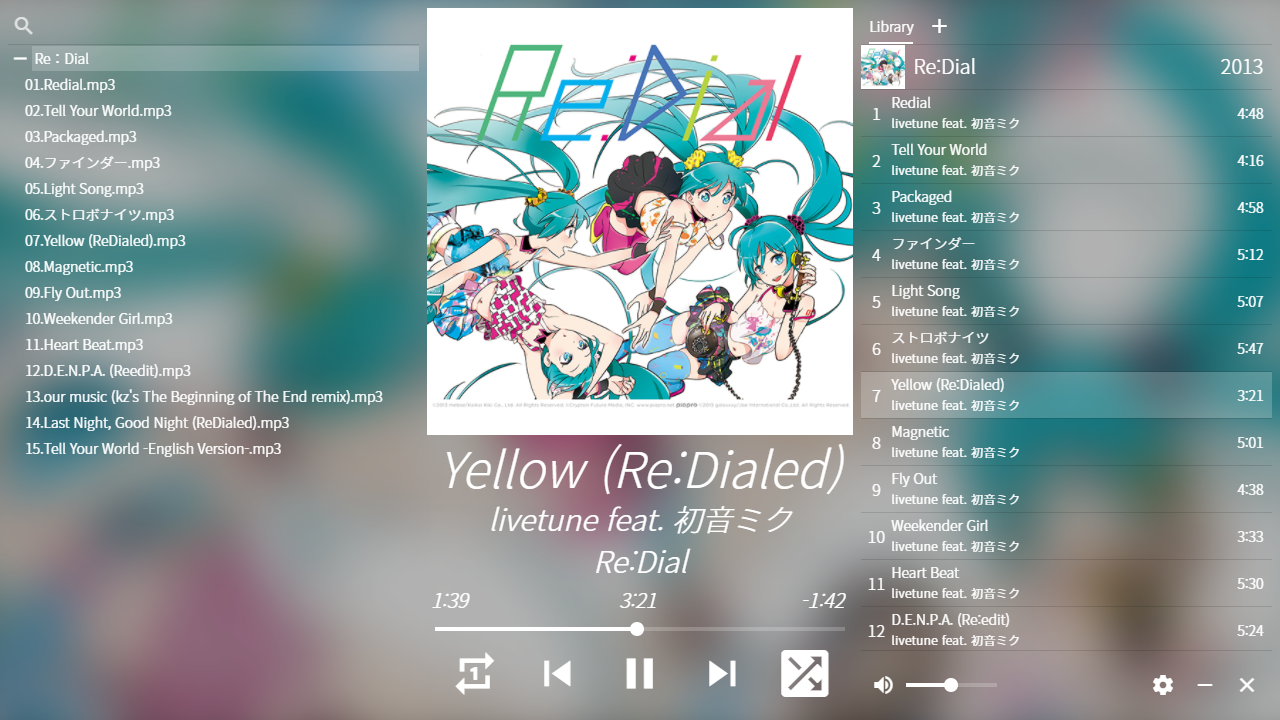 Re：Dial
01.Redial.mp3
02.Tell Your World.mp3
03.Packaged.mp3
04.ファインダー.mp3
05.Light Song.mp3
06.ストロボナイツ.mp3
07.Yellow (ReDialed).mp3
08.Magnetic.mp3
09.Fly Out.mp3
10.Weekender Girl.mp3
11.Heart Beat.mp3
12.D.E.N.P.A. (Reedit).mp3
13.our music (kz's The Beginning of The End remix).mp3
14.Last Night, Good Night (ReDialed).mp3
15.Tell Your World -English Version-.mp3
Re:Dial
Yellow (Re:Dialed)
livetune feat. 初音ミク
Re:Dial
1:39 3:21 -1:42
1
Library
Re:Dial 2013
1 Redial 4:48
livetune feat. 初音ミク
2 Tell Your World 4:16
livetune feat. 初音ミク
3 Packaged 4:58
livetune feat. 初音ミク
4 ファインダー 5:12
livetune feat. 初音ミク
5 Light Song 5:07
livetune feat. 初音ミク
6 ストロボナイツ 5:47
livetune feat. 初音ミク
7 Yellow (Re:Dialed) 3:21
livetune feat. 初音ミク
8 Magnetic 5:01
livetune feat. 初音ミク
9 Fly Out 4:38
livetune feat. 初音ミク
10 Weekender Girl 3:33
livetune feat. 初音ミク
11 Heart Beat 5:30
livetune feat. 初音ミク
12 D.E.N.P.A. (Re:edit) 5:24
livetune feat. 初音ミク